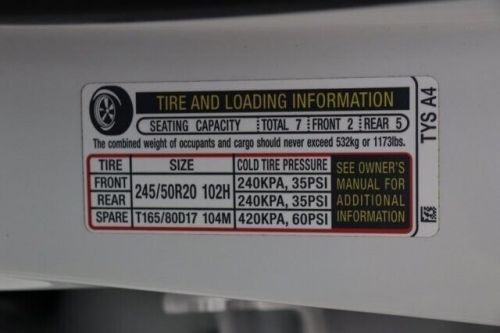 TIRE AND LOADING INFORMATION
SEATING CAPACITY TOTAL 7 FRONT 2 REAR 5
The combined weight of occupants and cargo should never exceed 532kg or 1173lbs.
TIRE SIZE COLD TIRE PRESSURE
FRONT 245/50R20 102H 240KPA, 35PSI
REAR 240KPA, 35PSI
SPARE T165/80D17 104M 420KPA, 60PSI
SEE OWNER'S
MANUAL FOR
ADDITIONAL
INFORMATION
TYS A4